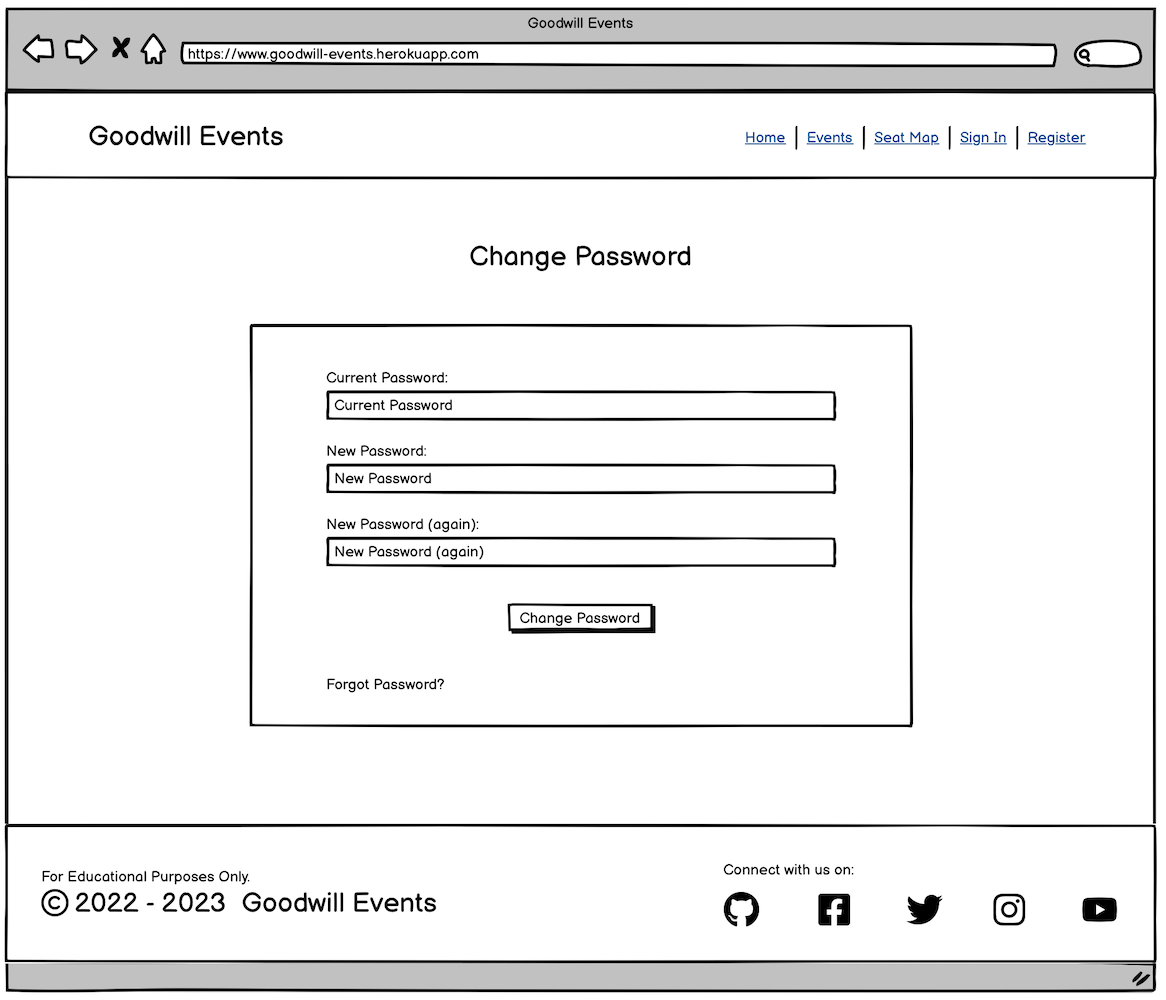 Goodwill Events
https://www.goodwill-events.herokuapp.com
Goodwill Events
Home | Events | Seat Map | Sign In | Register
Change Password
Current Password:
Current Password
New Password:
New Password
New Password (again):
New Password (again)
Change Password
Forgot Password?
For Educational Purposes Only.
© 2022 - 2023 Goodwill Events
Connect with us on: